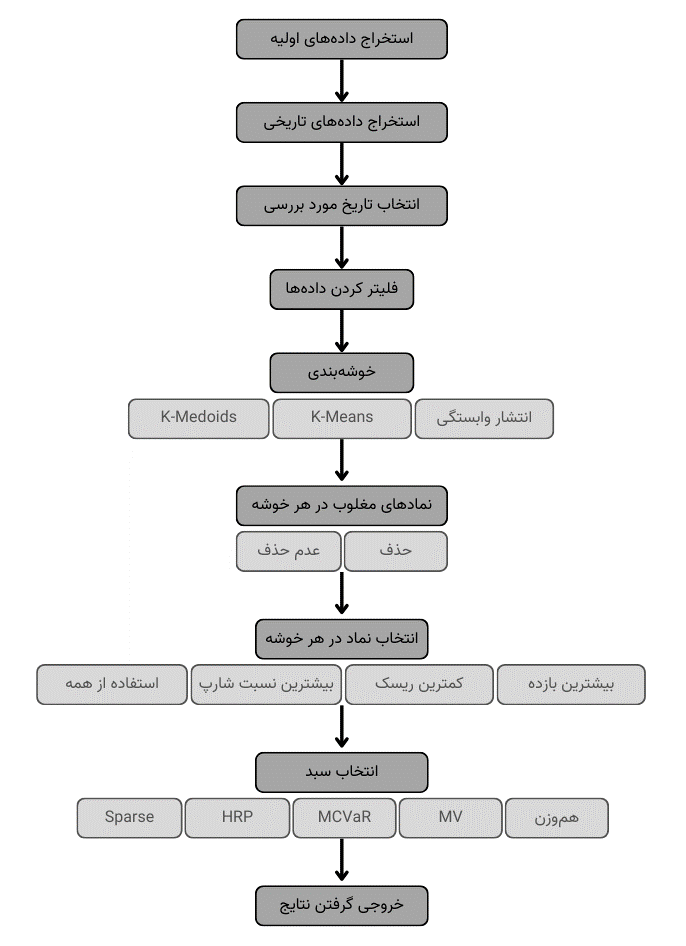 استخراج داده‌های اولیه
استخراج داده‌های تاریخی
انتخاب تاریخ مورد بررسی
فلیتر کردن داده‌ها
خوشه‌بندی
انتشار وابستگی
K-Means
K-Medoids
نمادهای مغلوب در هر خوشه
حذف
عدم حذف
انتخاب نماد در هر خوشه
بیشترین بازده
کمترین ریسک
بیشترین نسبت شارپ
استفاده از همه
انتخاب سبد
هم‌وزن
MV
MCVaR
HRP
Sparse
خروجی گرفتن نتایج